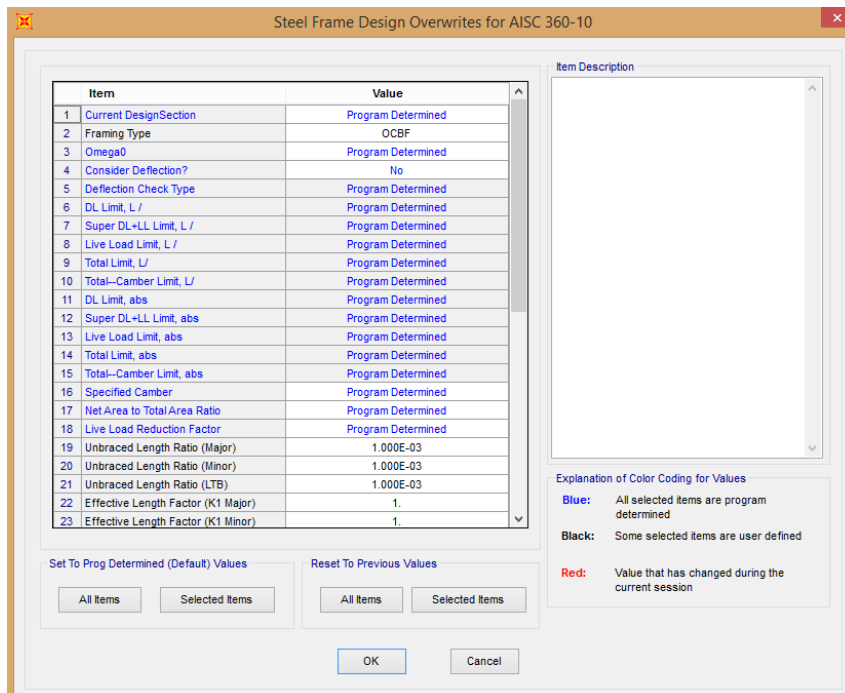 Steel Frame Design Overwrites for AISC 360-10
Item Value
1 Current DesignSection Program Determined
2 Framing Type OCBF
3 Omega0 Program Determined
4 Consider Deflection? No
5 Deflection Check Type Program Determined
6 DL Limit, L / Program Determined
7 Super DL+LL Limit, L / Program Determined
8 Live Load Limit, L / Program Determined
9 Total Limit, L/ Program Determined
10 Total--Camber Limit, L/ Program Determined
11 DL Limit, abs Program Determined
12 Super DL+LL Limit, abs Program Determined
13 Live Load Limit, abs Program Determined
14 Total Limit, abs Program Determined
15 Total--Camber Limit, abs Program Determined
16 Specified Camber Program Determined
17 Net Area to Total Area Ratio Program Determined
18 Live Load Reduction Factor Program Determined
19 Unbraced Length Ratio (Major) 1.000E-03
20 Unbraced Length Ratio (Minor) 1.000E-03
21 Unbraced Length Ratio (LTB) 1.000E-03
22 Effective Length Factor (K1 Major) 1.
23 Effective Length Factor (K1 Minor) 1.
Item Description
Explanation of Color Coding for Values
Blue: All selected items are program
determined
Black: Some selected items are user defined
Red: Value that has changed during the
current session
Set To Prog Determined (Default) Values
All Items Selected Items
Reset To Previous Values
All Items Selected Items
OK Cancel